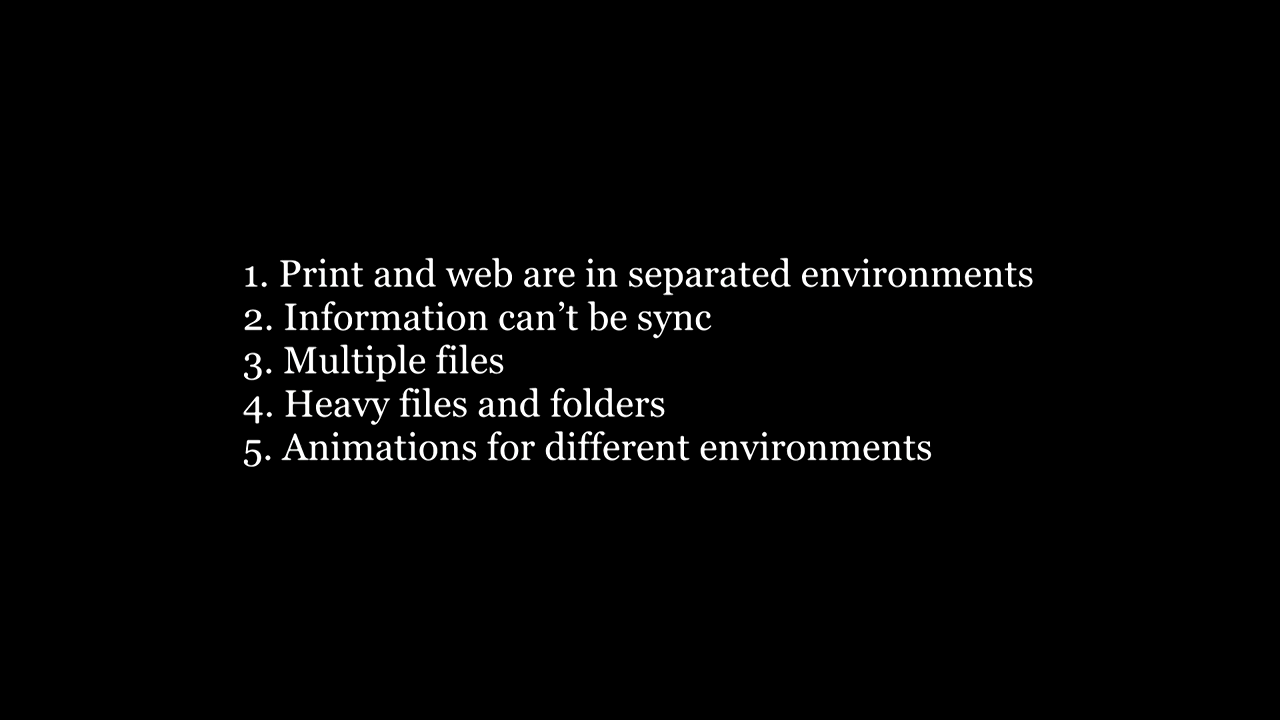 1. Print and web are in separated environments
2. Information can’t be sync
3. Multiple files
4. Heavy files and folders
5. Animations for different environments